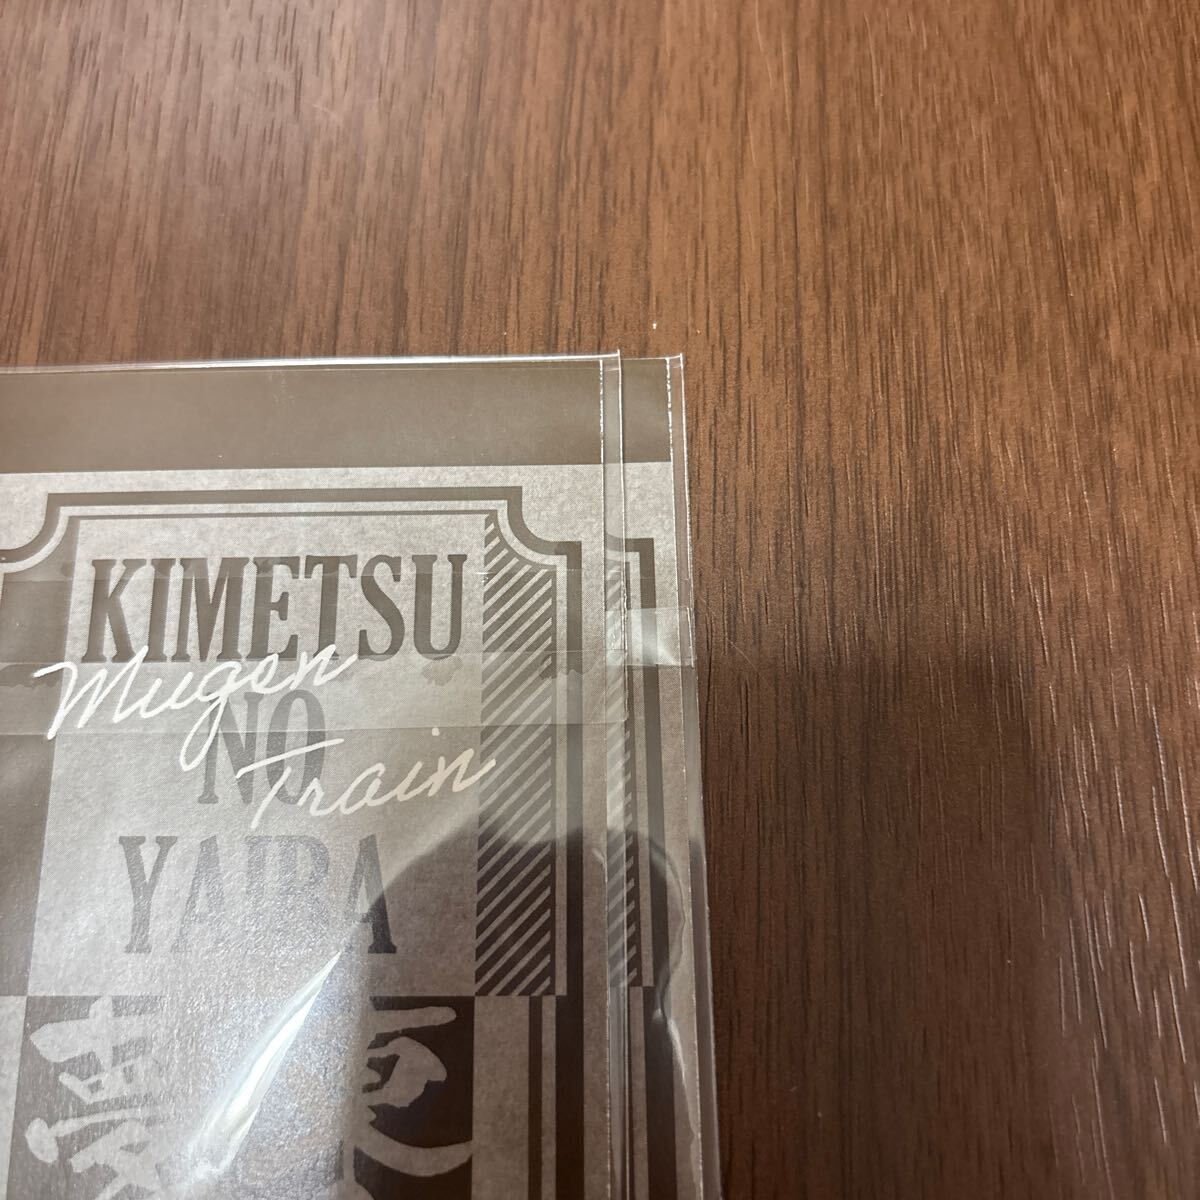 KIMETSU
Mugen
NO
Train
YAIBA